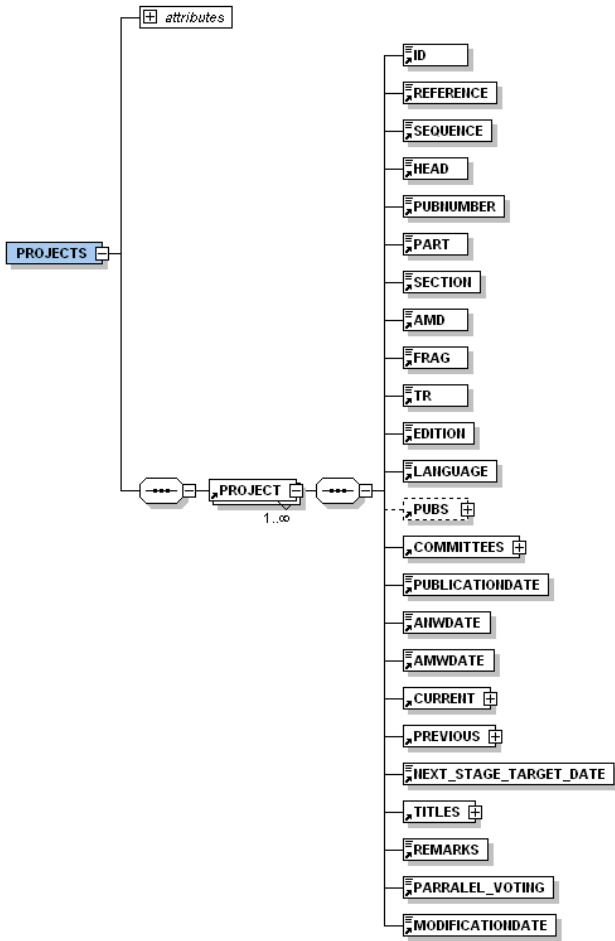 attributes
ID
REFERENCE
SEQUENCE
HEAD
PUBNUMBER
PART
PROJECTS
SECTION
AMD
FRAG
TR
EDITION
LANGUAGE
PROJECT
1..∞
PUBS
COMMITTEES
PUBLICATIONDATE
ANWDATE
AMWDATE
CURRENT
PREVIOUS
NEXT_STAGE_TARGET_DATE
TITLES
REMARKS
PARRALEL_VOTING
MODIFICATIONDATE